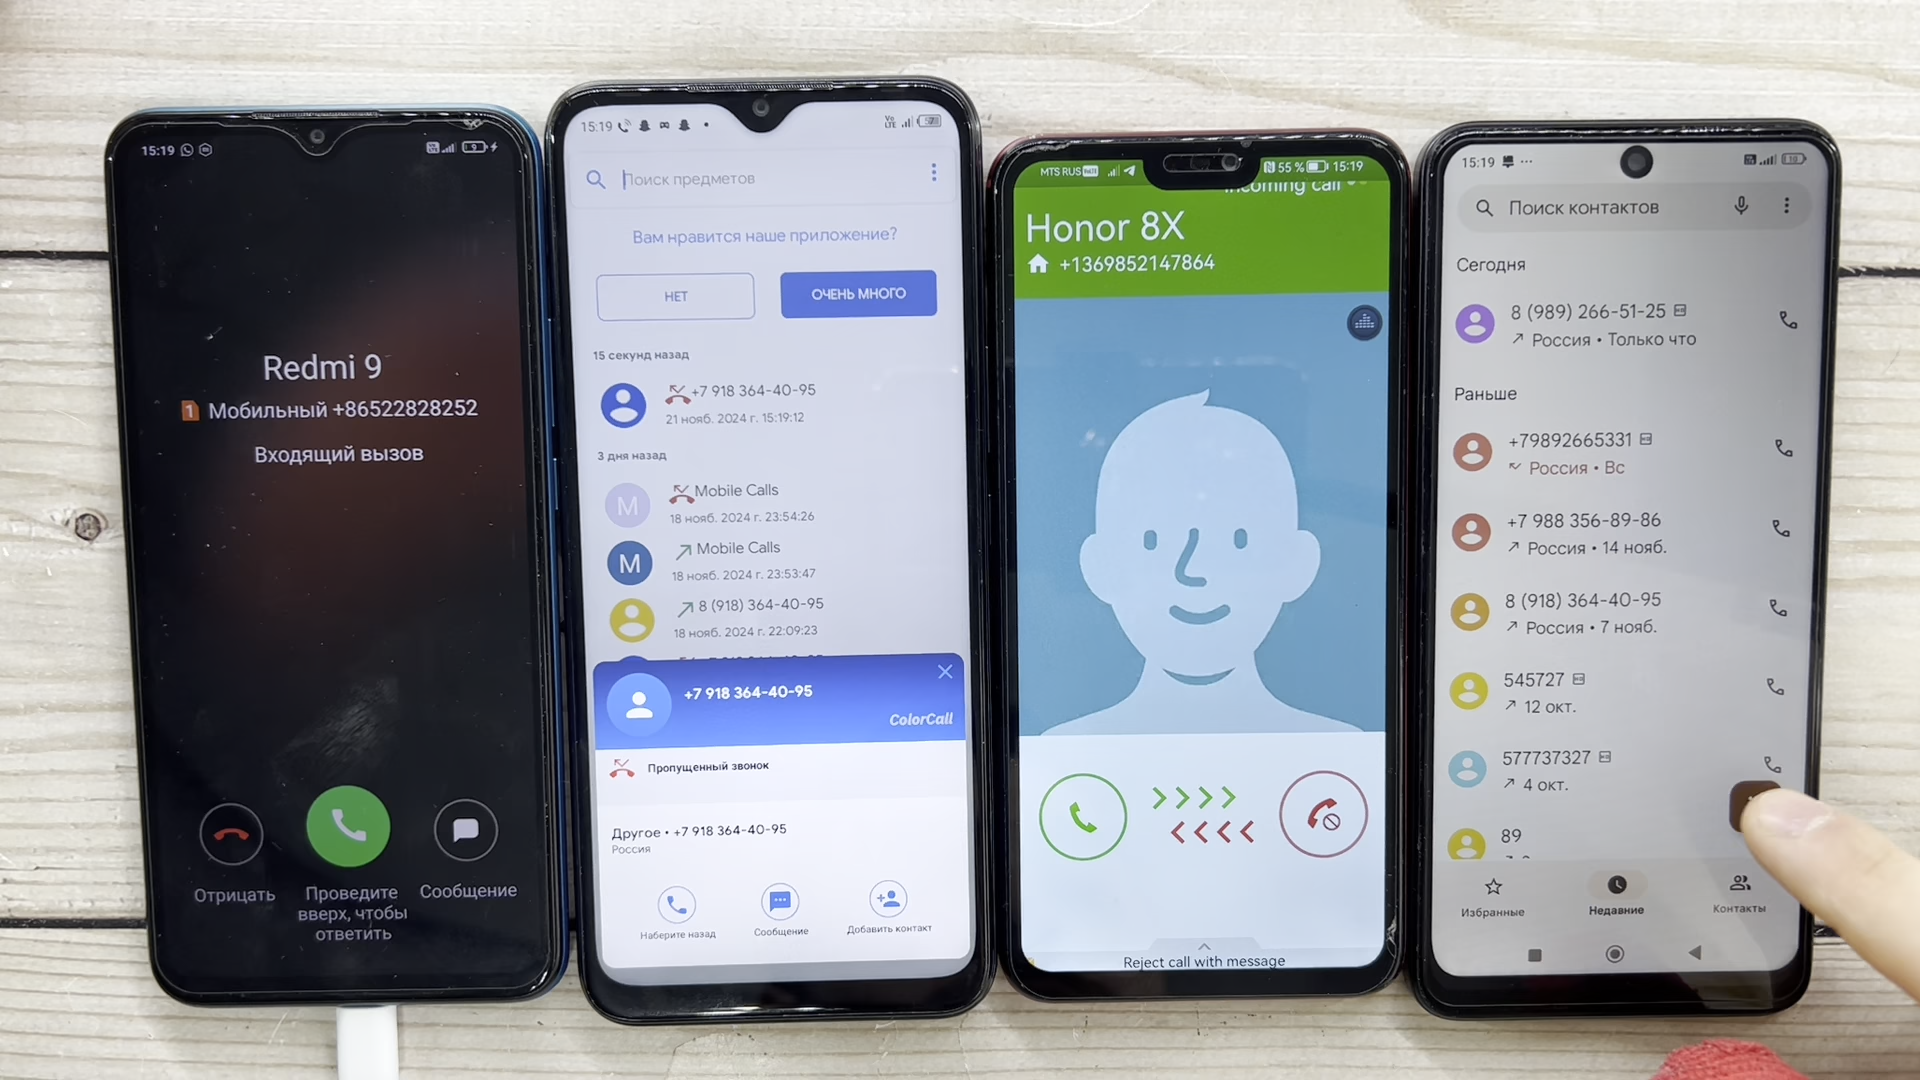 15:19
9
Redmi 9
1 Мобильный +86522828252
Входящий вызов
Отрицать
Проведите
вверх, чтобы
ответить
Сообщение
15:19
Vo
LTE
Поиск предметов
Вам нравится наше приложение?
НЕТ
ОЧЕНЬ МНОГО
15 секунд назад
+7 918 364-40-95
21 нояб. 2024 г. 15:19:12
3 дня назад
M
Mobile Calls
18 нояб. 2024 г. 23:54:26
M
Mobile Calls
18 нояб. 2024 г. 23:53:47
8 (918) 364-40-95
18 нояб. 2024 г. 22:09:23
+7 918 364-40-95
ColorCall
Пропущенный звонок
Другое • +7 918 364-40-95
Россия
Наберите назад
Сообщение
Добавить контакт
MTS RUS
55 %
15:19
Incoming call
Honor 8X
+1369852147864
Reject call with message
15:19
10
Поиск контактов
Сегодня
8 (989) 266-51-25
Россия • Только что
Раньше
+79892665331
Россия • Вс
+7 988 356-89-86
Россия • 14 нояб.
8 (918) 364-40-95
Россия • 7 нояб.
545727
12 окт.
577737327
4 окт.
89
Избранные
Недавние
Контакты